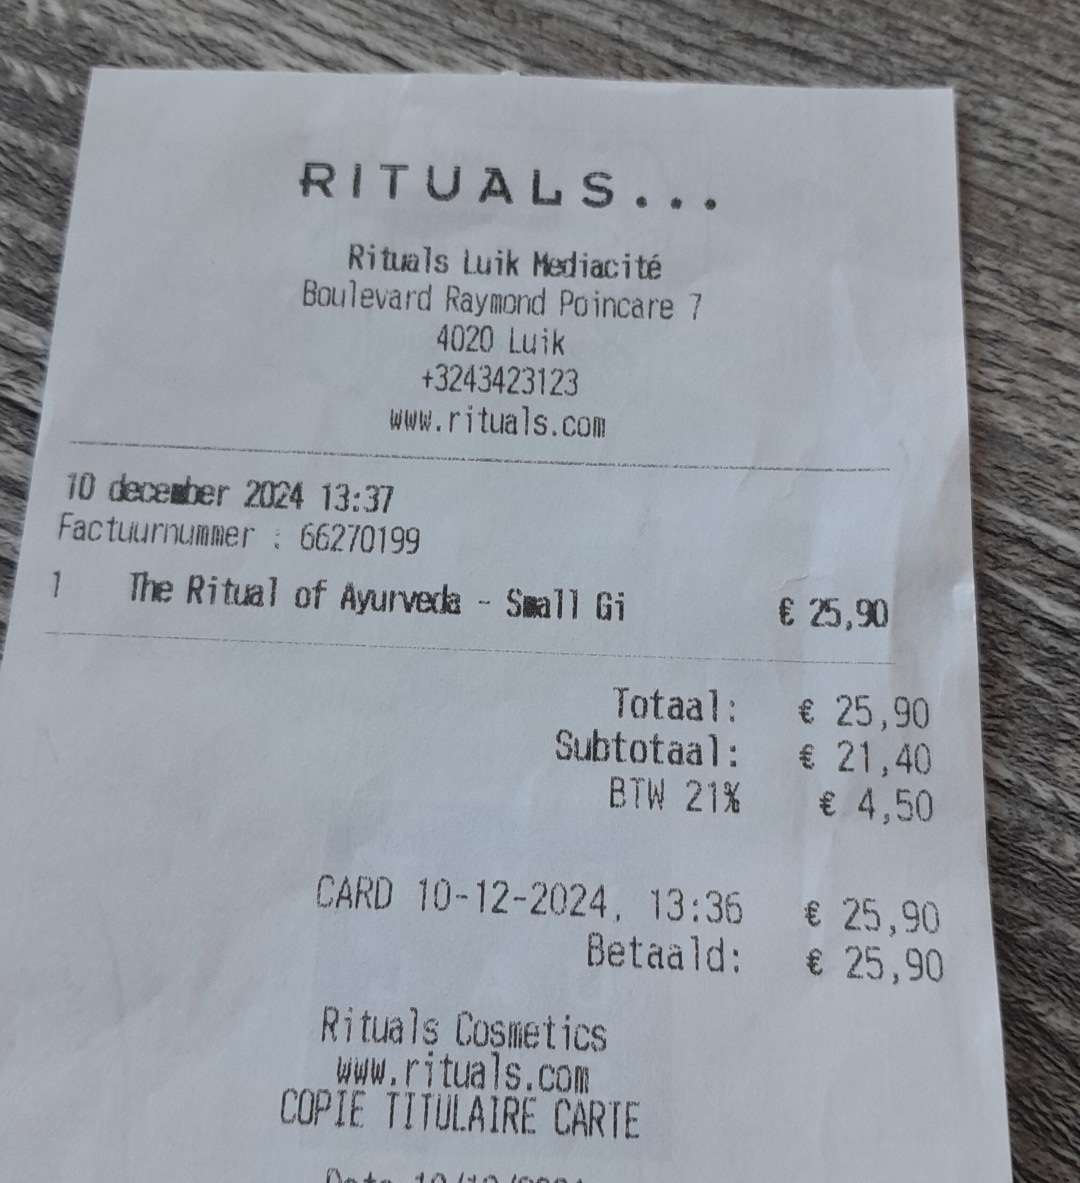 RITUALS...
Rituals Luik Mediacité
Boulevard Raymond Poincare 7
4020 Luik
+3243423123
www.rituals.com
10 december 2024 13:37
Factuurnummer : 66270199
1 The Ritual of Ayurveda - Small Gi € 25,90
Totaal: € 25,90
Subtotaal: € 21,40
BTW 21% € 4,50
CARD 10-12-2024, 13:36 € 25,90
Betaald: € 25,90
Rituals Cosmetics
www.rituals.com
COPIE TITULAIRE CARTE